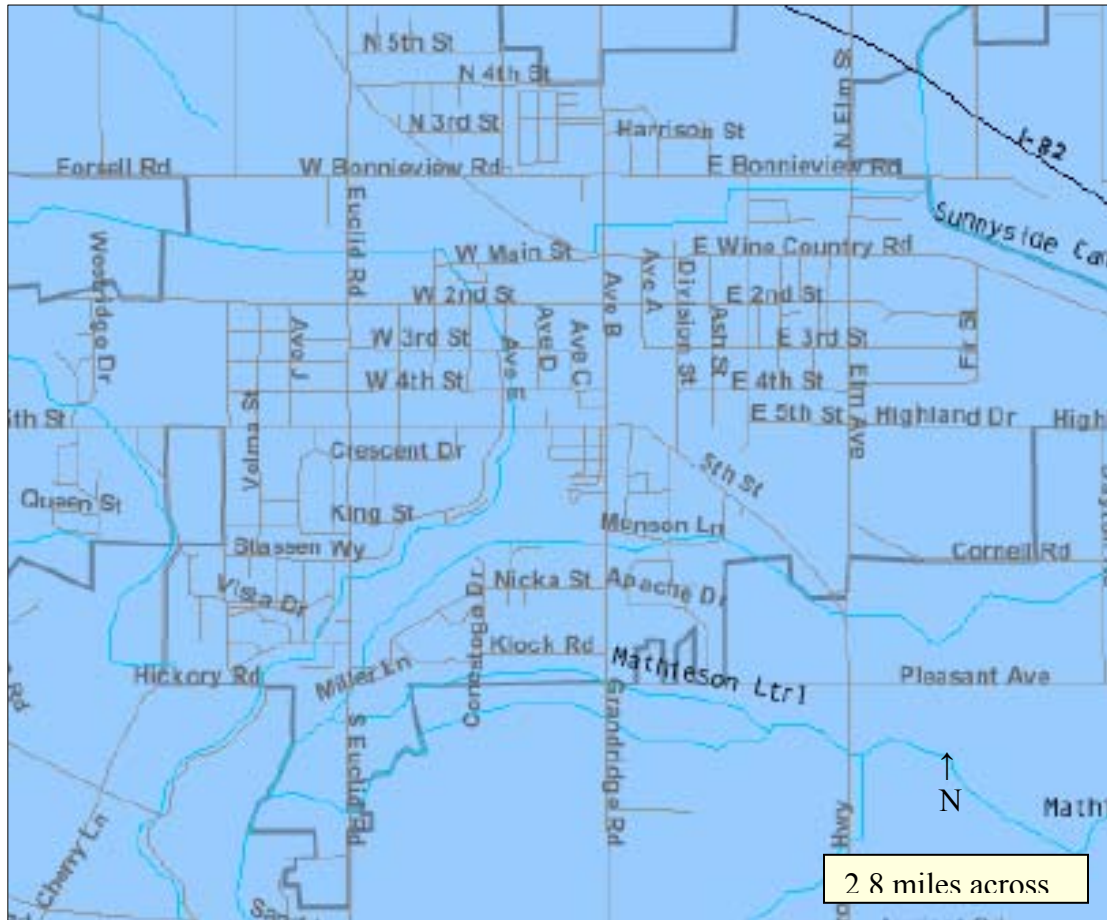 N 5th St
N 4th St
N 3rd St
Harrison St
N Elm S
I-82
Forsell Rd
W Bonnieview Rd
E Bonnieview Rd
Euclid Rd
Sunnyside Ca
Westridge Dr
W Main St
E Wine Country Rd
Ave A
Division St
W 2nd St
Ave B
E 2nd St
Ave J
W 3rd St
Ave E
Ave D
Ave C
Ash St
E 3rd St
Fir St
W 4th St
E 4th St
Elm Ave
5th St
E 5th St
Highland Dr
High
Velma St
Crescent Dr
5th St
Queen St
King St
Monson Ln
Stassen Wy
Cornell Rd
Vista Dr
Conestoga Dr
Nicka St
Apache Dr
Klock Rd
Hickory Rd
Miller Ln
Mathieson Ltrl
Pleasant Ave
Rd
S Euclid Rd
Grandridge Rd
↑
N
Math
Cherry Ln
Hwy
2 8 miles across